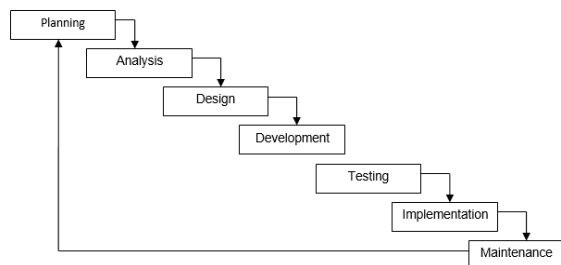 Planning
Analysis
Design
Development
Testing
Implementation
Maintenance